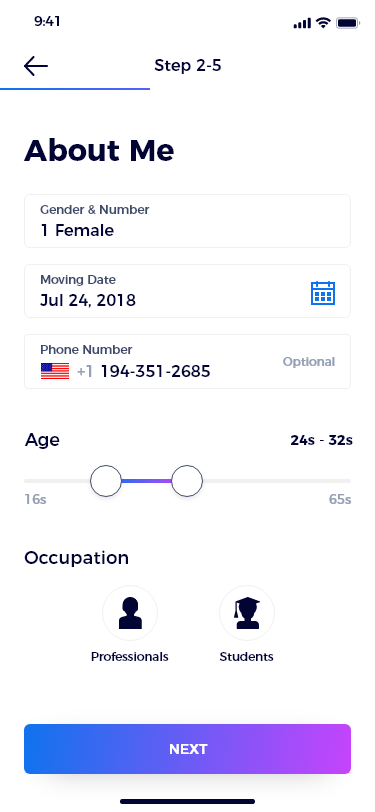 9:41
Step 2-5
About Me
Gender & Number
1 Female
Moving Date
Jul 24, 2018
Phone Number
+1 194-351-2685
Optional
Age
24s - 32s
16s
65s
Occupation
Professionals
Students
NEXT